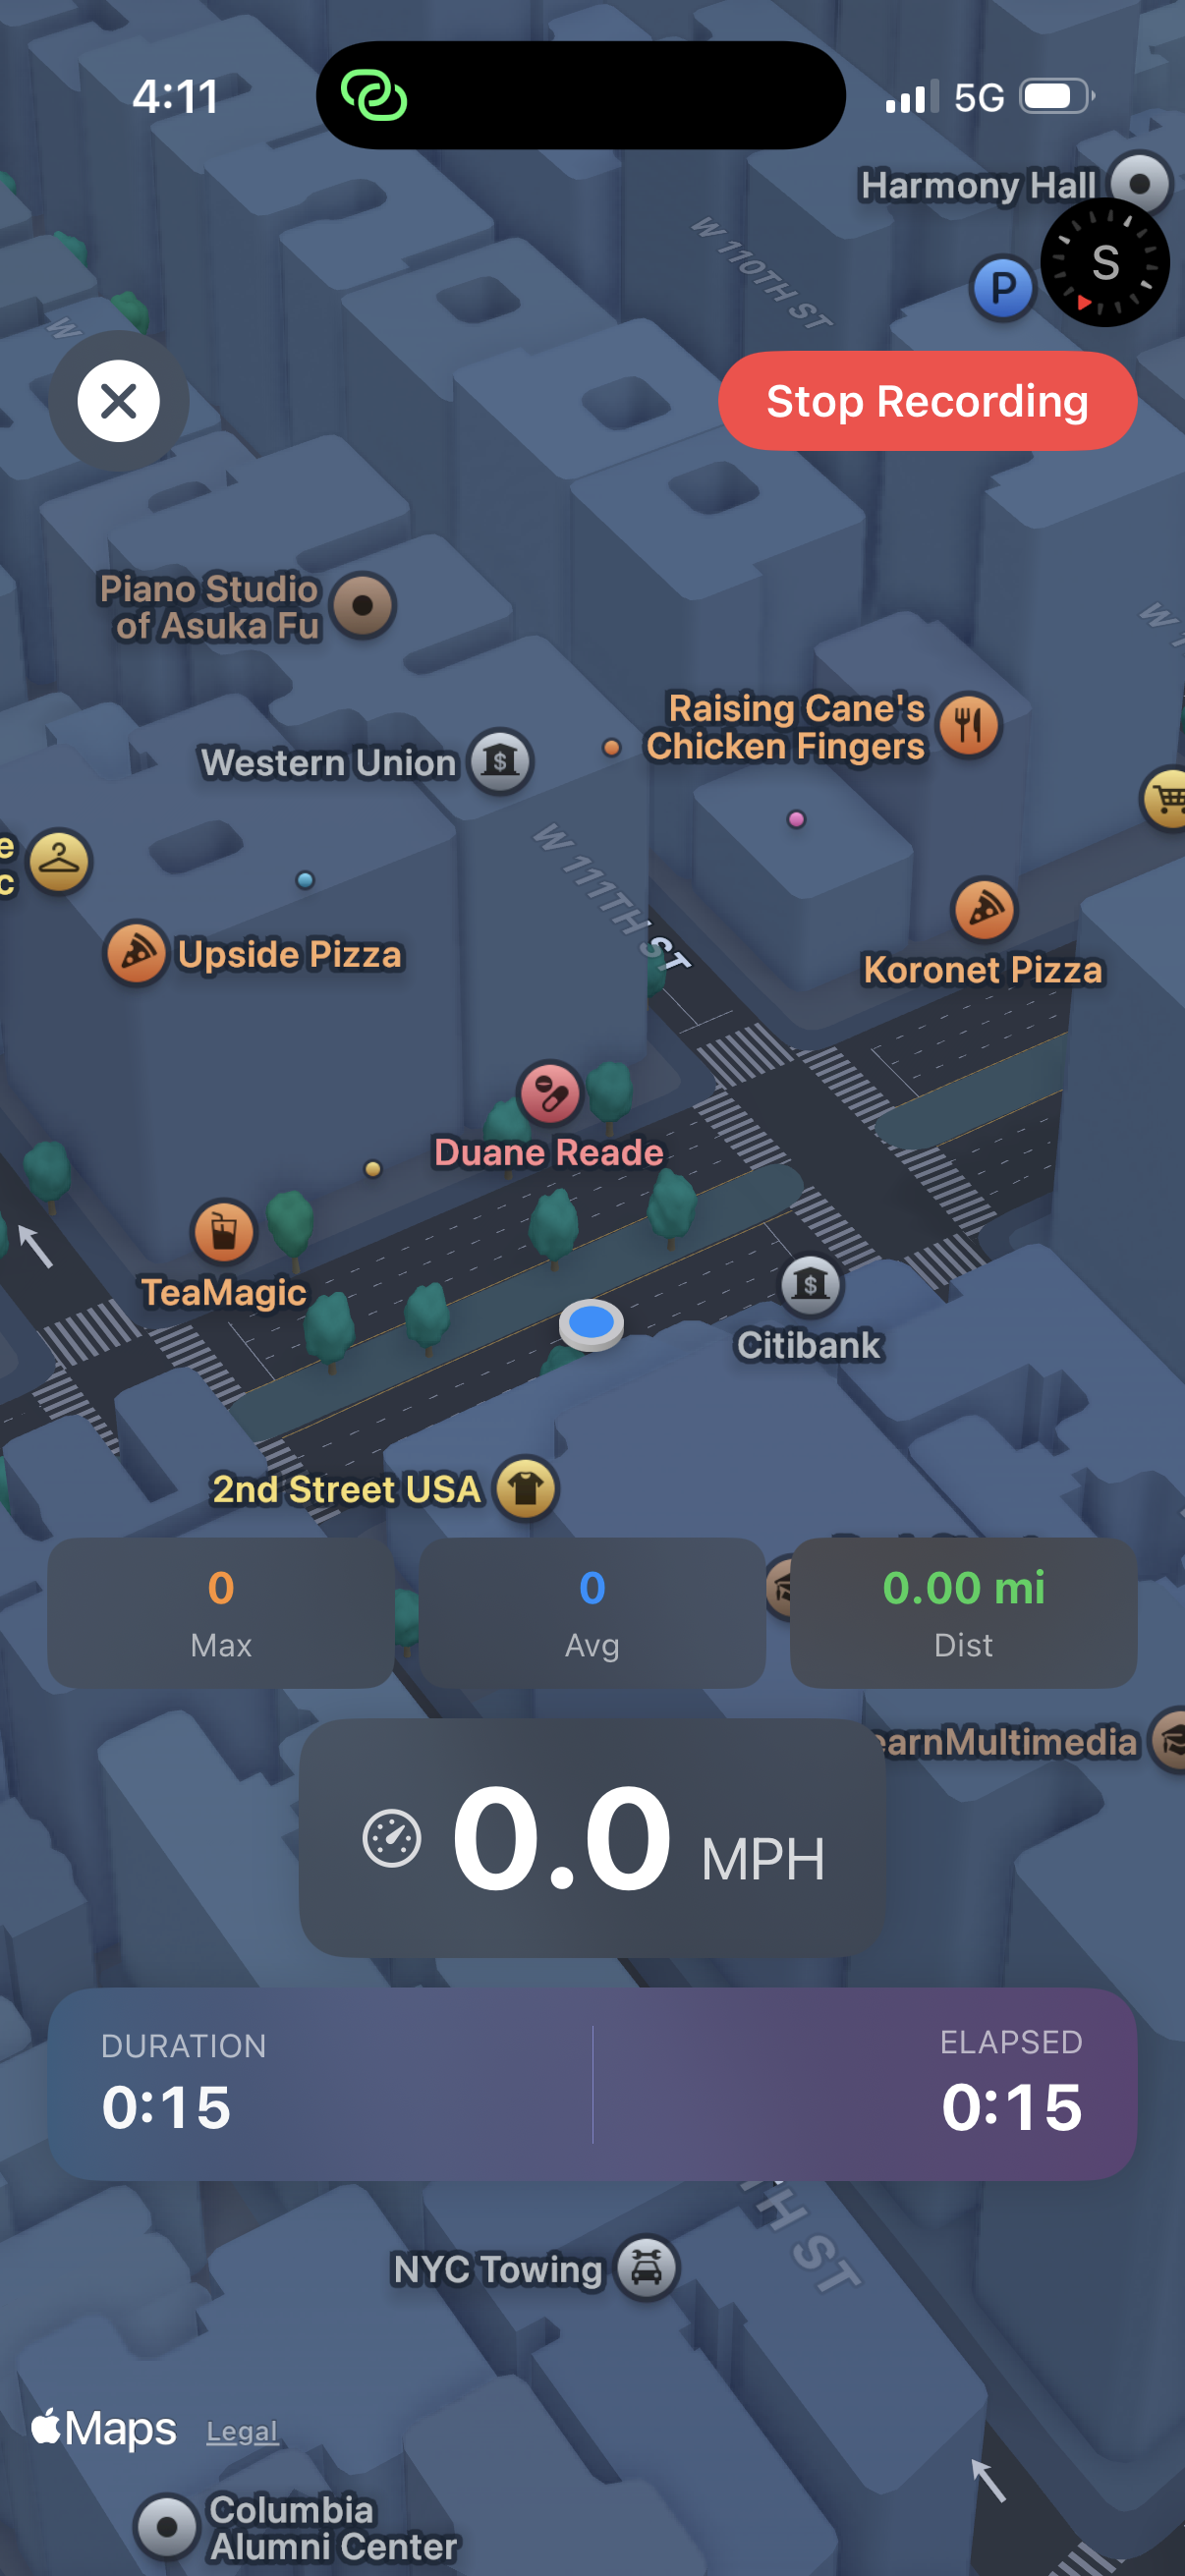 4:11
5G
Harmony Hall
W 110TH ST
P
S
W
Stop Recording
Piano Studio
of Asuka Fu
W
Raising Cane's
Chicken Fingers
Western Union
$
W 111TH ST
e
c
Upside Pizza
Koronet Pizza
Duane Reade
TeaMagic
$
Citibank
2nd Street USA
0
Max
0
Avg
0.00 mi
Dist
earnMultimedia
0.0 MPH
DURATION
0:15
ELAPSED
0:15
TH ST
NYC Towing
Maps
Legal
Columbia
Alumni Center